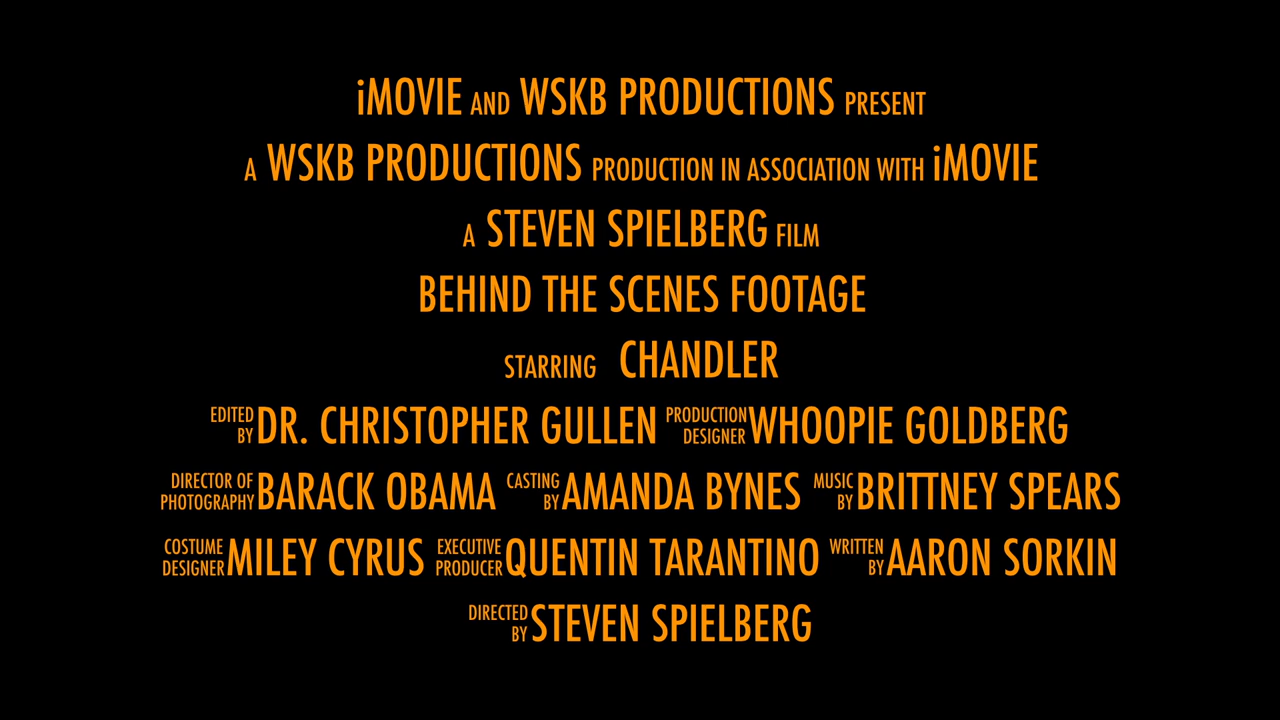 iMOVIE AND WSKB PRODUCTIONS PRESENT
A WSKB PRODUCTIONS PRODUCTION IN ASSOCIATION WITH iMOVIE
A STEVEN SPIELBERG FILM
BEHIND THE SCENES FOOTAGE
STARRING CHANDLER
EDITED BY DR. CHRISTOPHER GULLEN PRODUCTION DESIGNER WHOOPIE GOLDBERG
DIRECTOR OF PHOTOGRAPHY BARACK OBAMA CASTING BY AMANDA BYNES MUSIC BY BRITTNEY SPEARS
COSTUME DESIGNER MILEY CYRUS EXECUTIVE PRODUCER QUENTIN TARANTINO WRITTEN BY AARON SORKIN
DIRECTED BY STEVEN SPIELBERG